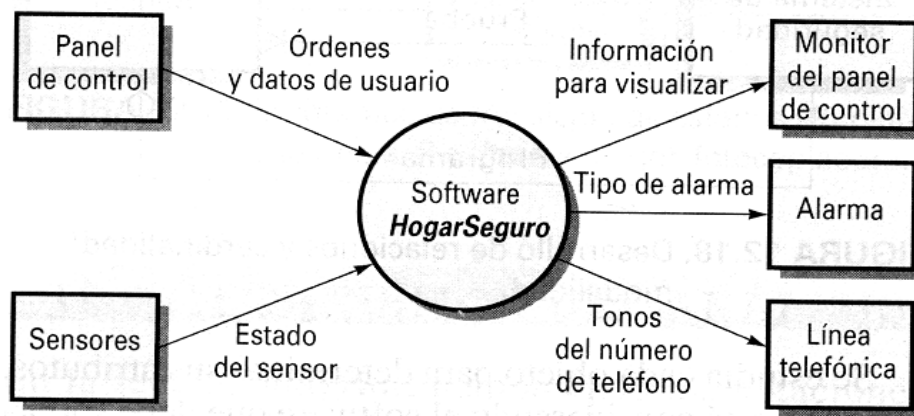 Panel
de control
Órdenes
y datos de usuario
Información
para visualizar
Monitor
del panel
de control
Software
HogarSeguro
Tipo de alarma
Alarma
Sensores
Estado
del sensor
Tonos
del número
de teléfono
Línea
telefónica